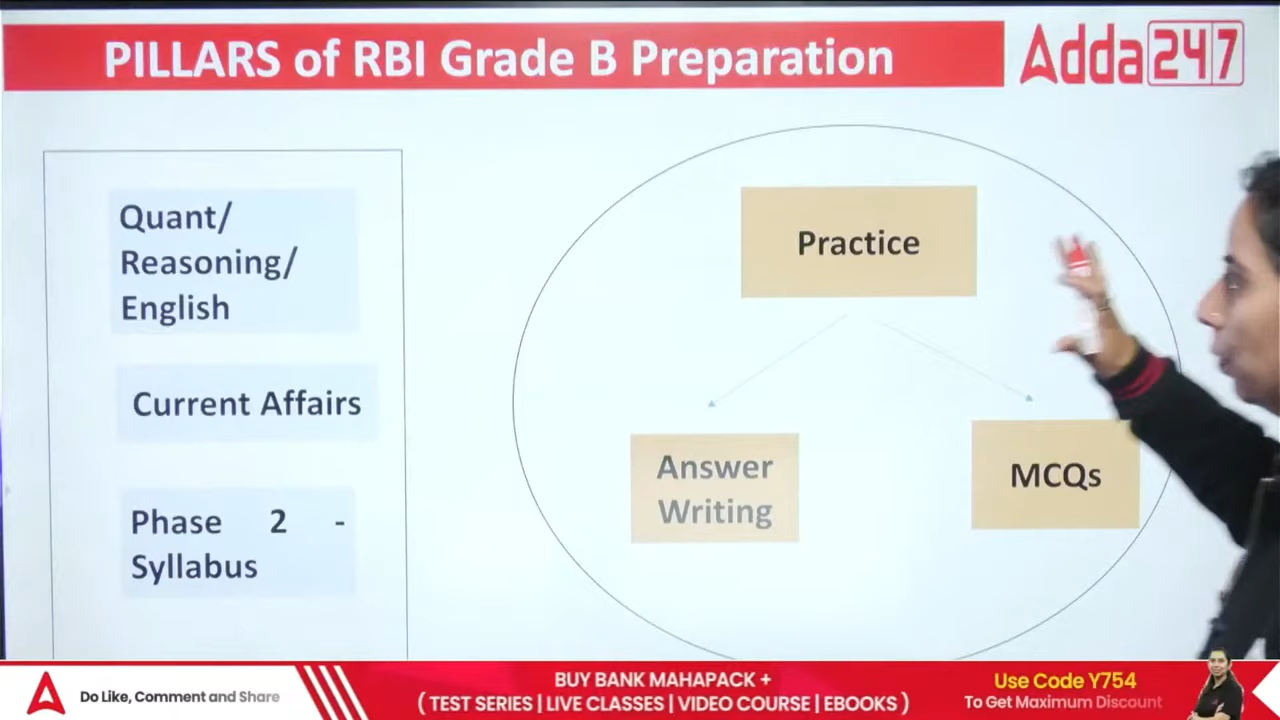 PILLARS of RBI Grade B Preparation
Adda247
Quant/
Reasoning/
English
Current Affairs
Phase 2 -
Syllabus
Practice
Answer
Writing
MCQs
Do Like, Comment and Share
BUY BANK MAHAPACK +
( TEST SERIES | LIVE CLASSES | VIDEO COURSE | EBOOKS )
Use Code Y754
To Get Maximum Discount